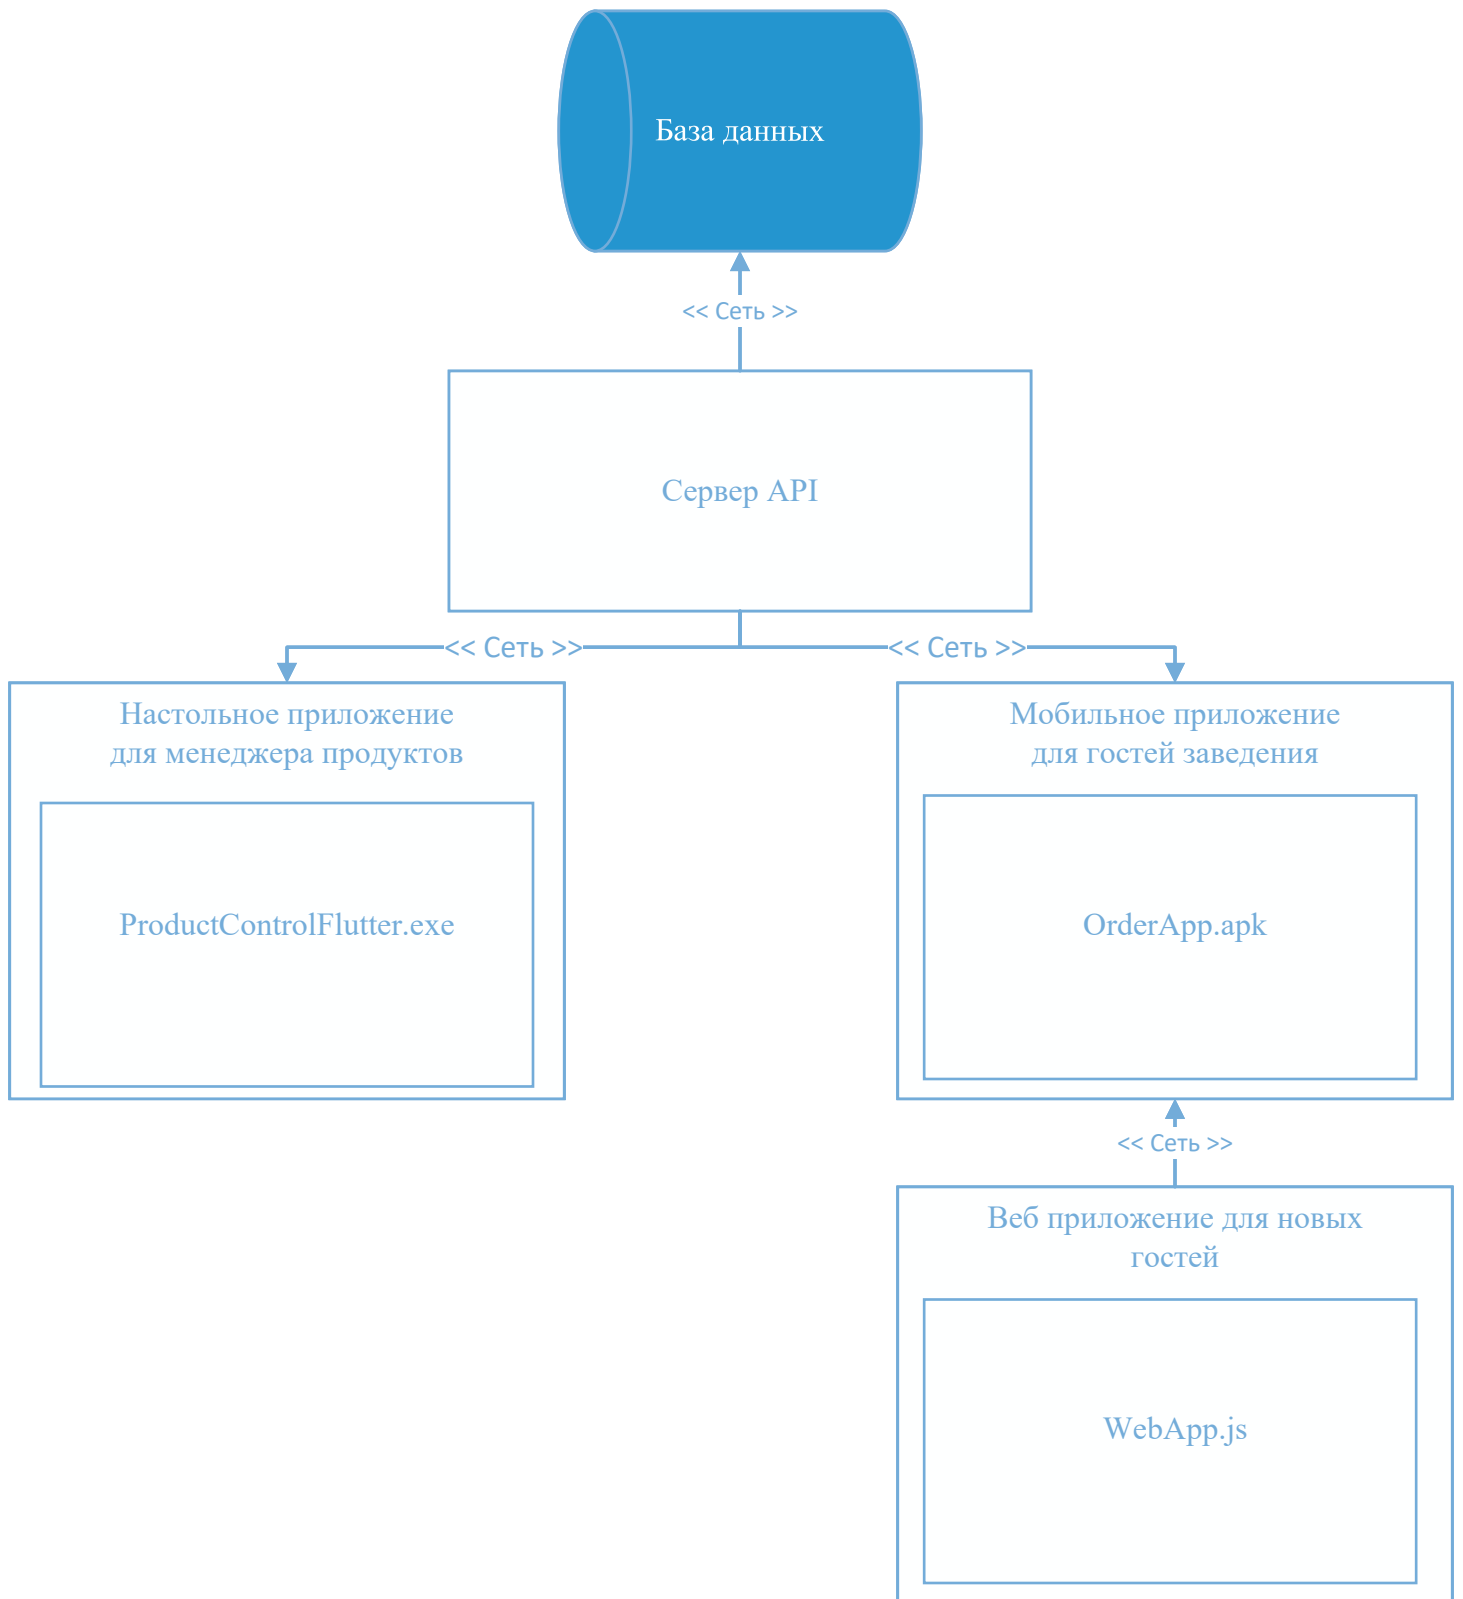 База данных
<< Сеть >>
Сервер API
<< Сеть >>
<< Сеть >>
Настольное приложение
для менеджера продуктов
ProductControlFlutter.exe
Мобильное приложение
для гостей заведения
OrderApp.apk
<< Сеть >>
Веб приложение для новых
гостей
WebApp.js